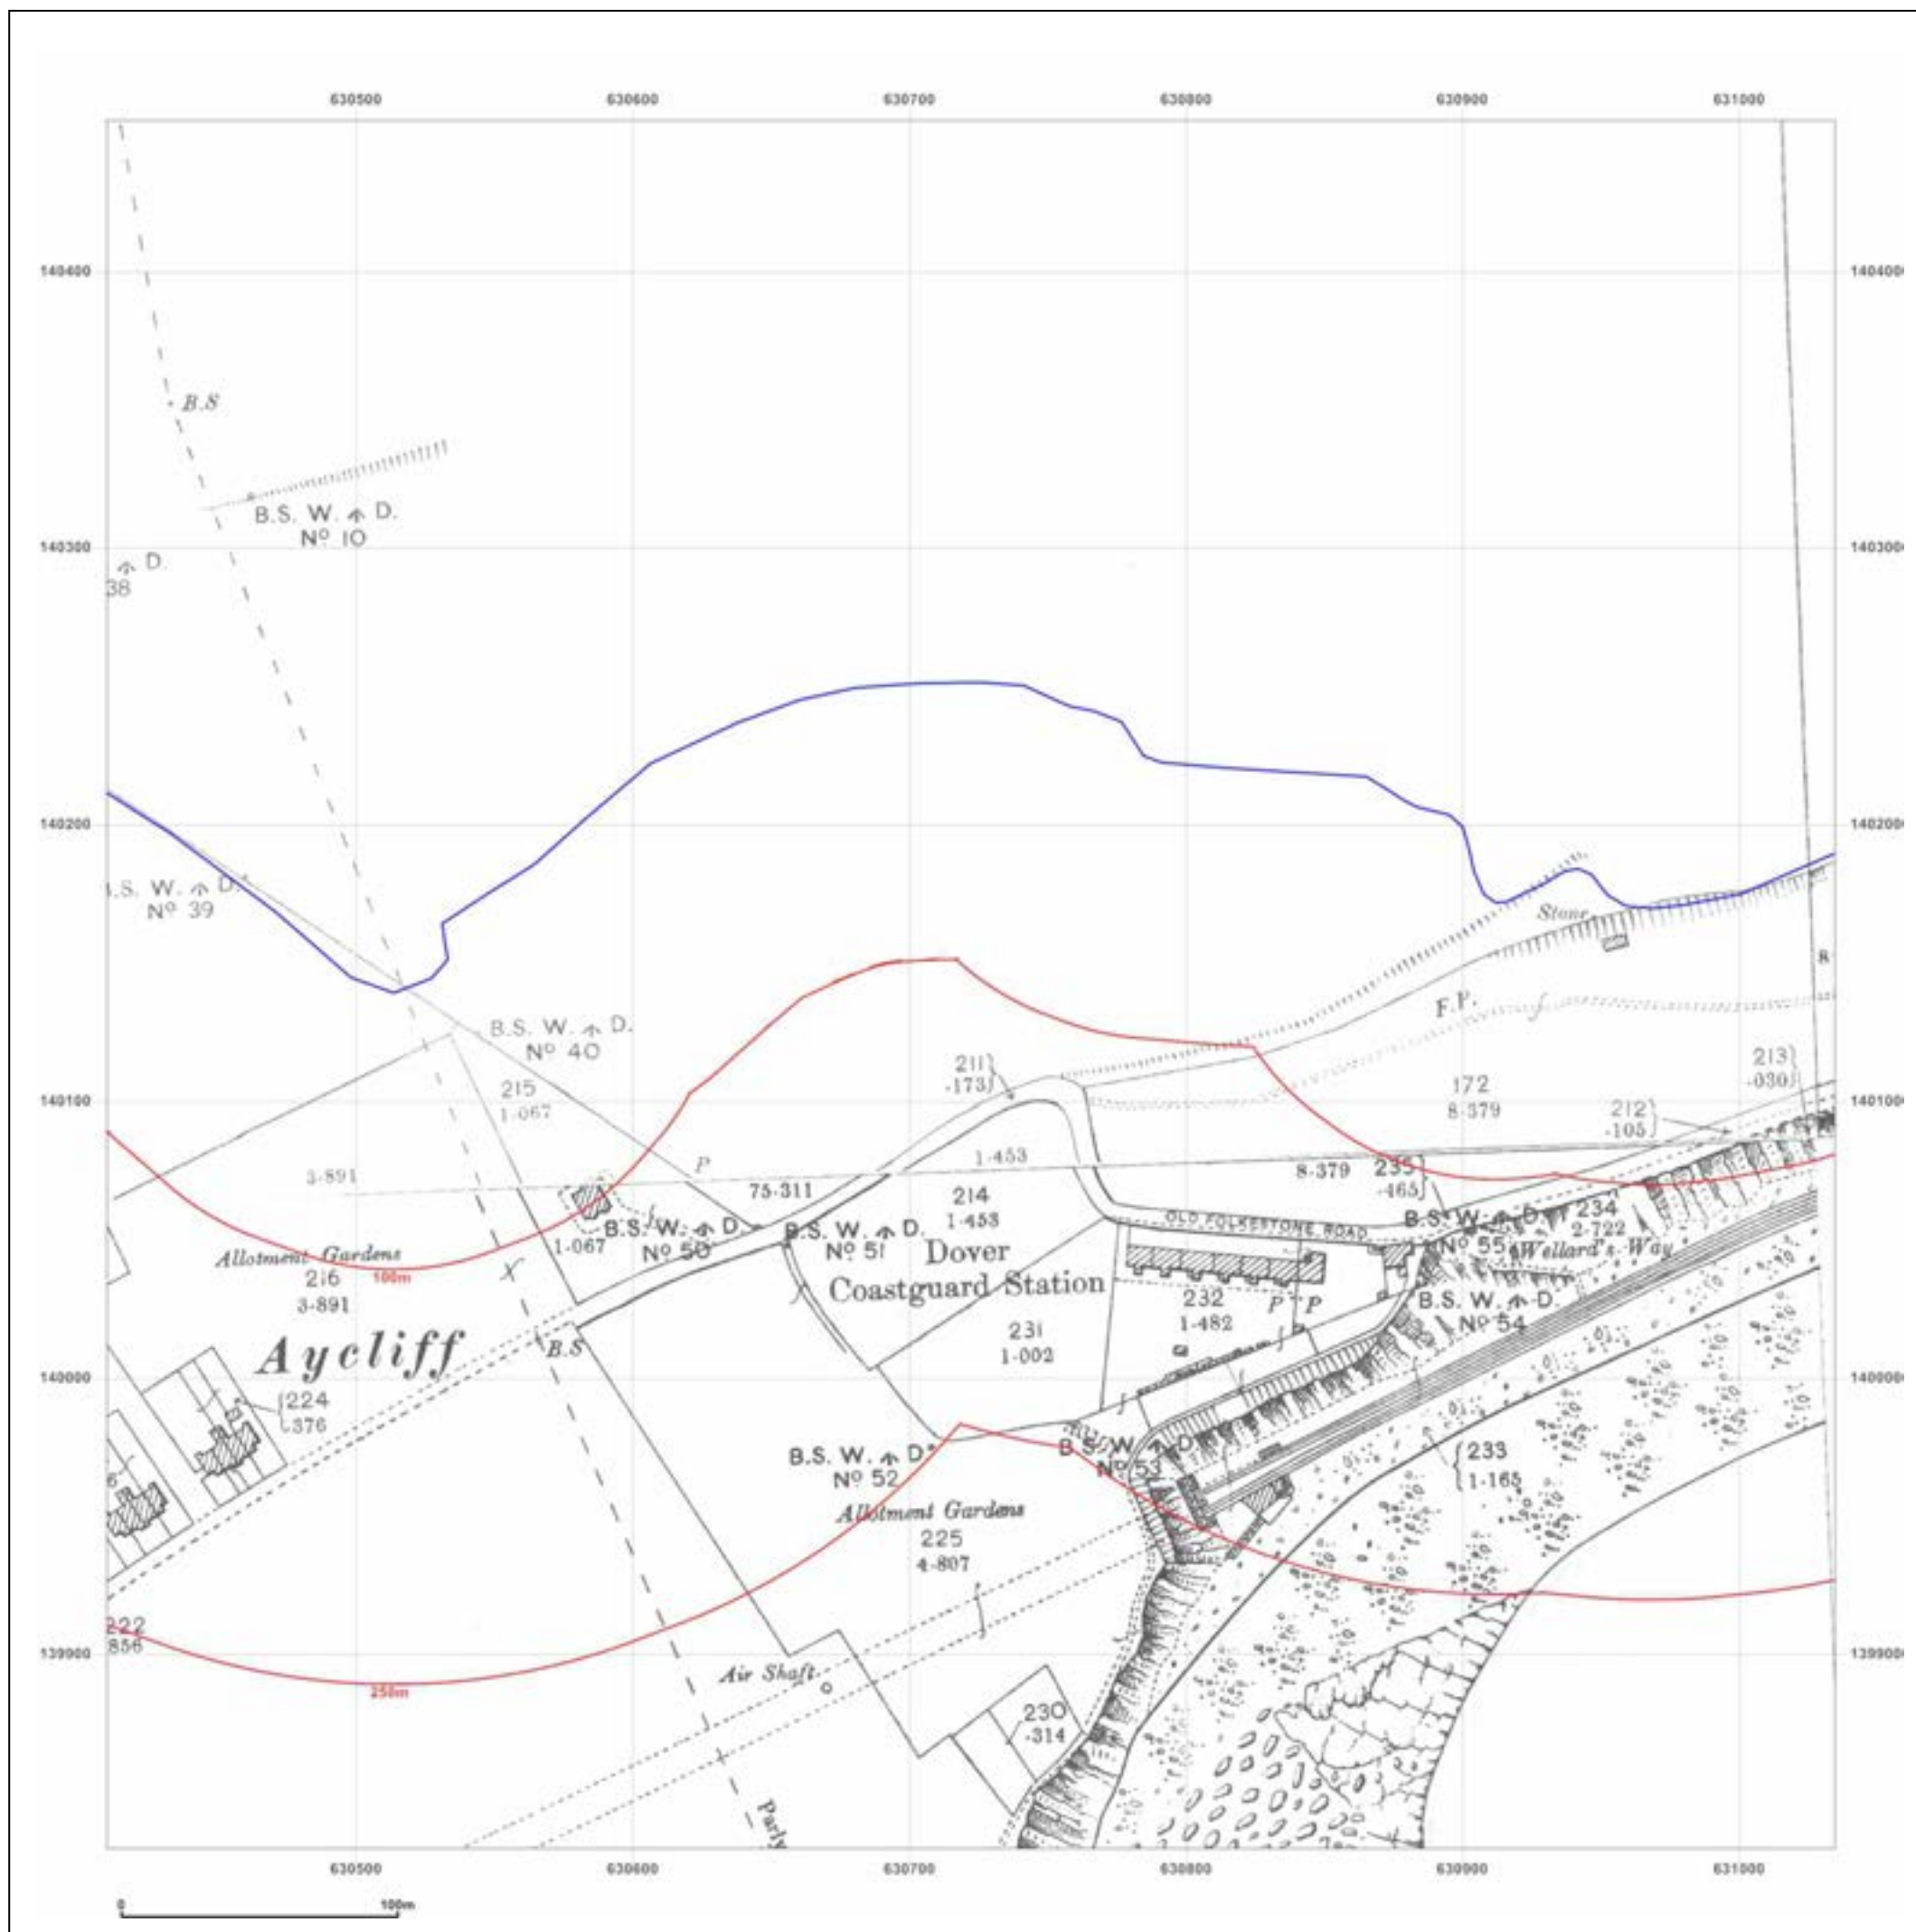 630500 630600 630700 630800 630900 631000
140400 140400
B.S
B.S. W. D.
Nº 10
140300 140300
D.
38
140200 140200
.S. W. D.
Nº 39
Stone
8
F.P.
B.S. W. D.
Nº 40
211
·173
213
·030
215
1·067
172
8·379
212
·105
140100 140100
P
1·453
3·891
75·311
8·379
235
·465
214
1·453
OLD FOLKESTONE ROAD
234
2·722
B.S. W. D.
Nº 50
B.S. W. D.
Nº 51
B.S. W. D.
Nº 55
Wellard's Way
1·067
Dover
Coastguard Station
Allotment Gardens
216
3·891
100m
232
1·482
P P
B.S. W. D.
Nº 54
231
1·002
Aycliff
B.S
140000 140000
224
·376
B.S. W. D.
Nº 52
B.S. W. D.
Nº 53
233
1·165
6
Allotment Gardens
225
4·807
222
856
139900 139900
Air Shaft
250m
230
·314
Parly
630500 630600 630700 630800 630900 631000
0 100m